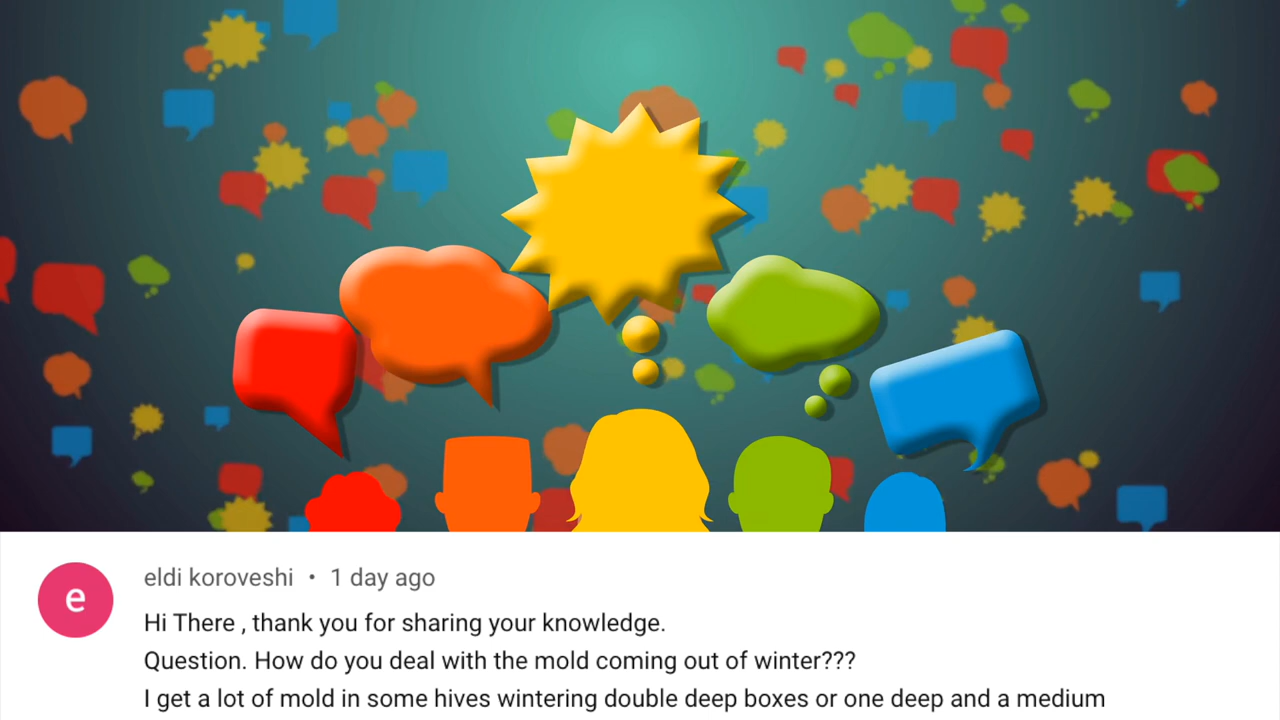 e
eldi koroveshi • 1 day ago
Hi There , thank you for sharing your knowledge.
Question. How do you deal with the mold coming out of winter???
I get a lot of mold in some hives wintering double deep boxes or one deep and a medium